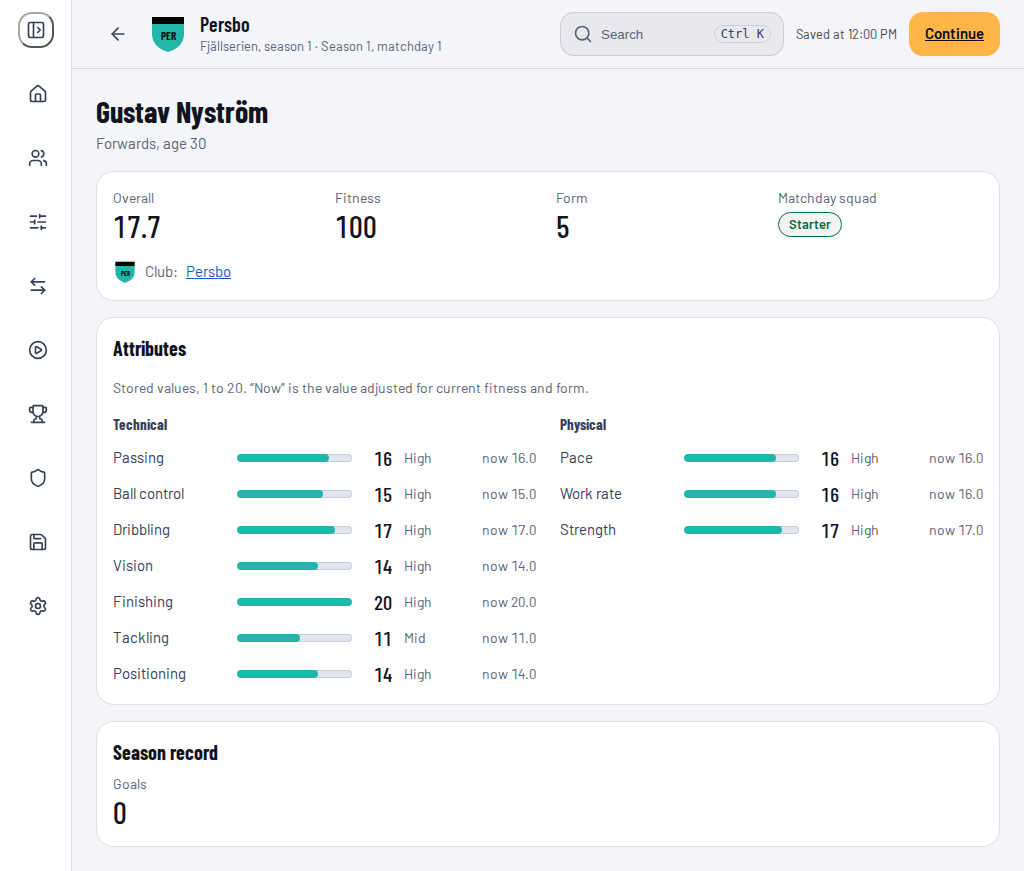 PER
Persbo
Fjällserien, season 1 · Season 1, matchday 1
Search
Ctrl K
Saved at 12:00 PM
Continue
Gustav Nyström
Forwards, age 30
Overall
17.7
Fitness
100
Form
5
Matchday squad
Starter
PER
Club: Persbo
Attributes
Stored values, 1 to 20. “Now” is the value adjusted for current fitness and form.
Technical
Passing 16 High now 16.0
Ball control 15 High now 15.0
Dribbling 17 High now 17.0
Vision 14 High now 14.0
Finishing 20 High now 20.0
Tackling 11 Mid now 11.0
Positioning 14 High now 14.0
Physical
Pace 16 High now 16.0
Work rate 16 High now 16.0
Strength 17 High now 17.0
Season record
Goals
0